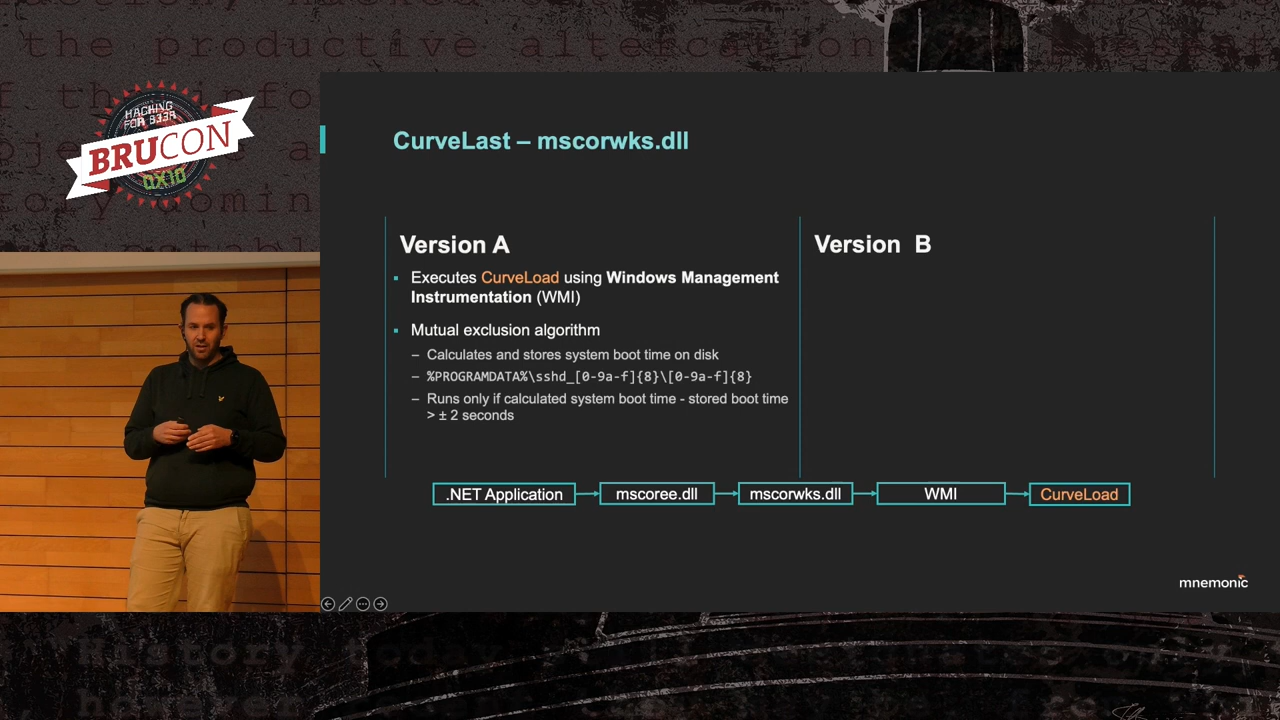 the productive altercation
HACKING
FOR B33R
BRUCON
0X10
CurveLast – mscorwks.dll
Version A
Executes CurveLoad using Windows Management
Instrumentation (WMI)
Mutual exclusion algorithm
– Calculates and stores system boot time on disk
– %PROGRAMDATA%\sshd_[0-9a-f]{8}\[0-9a-f]{8}
– Runs only if calculated system boot time - stored boot time
> ± 2 seconds
Version B
.NET Application
mscoree.dll
mscorwks.dll
WMI
CurveLoad
mnemonic
History today
however